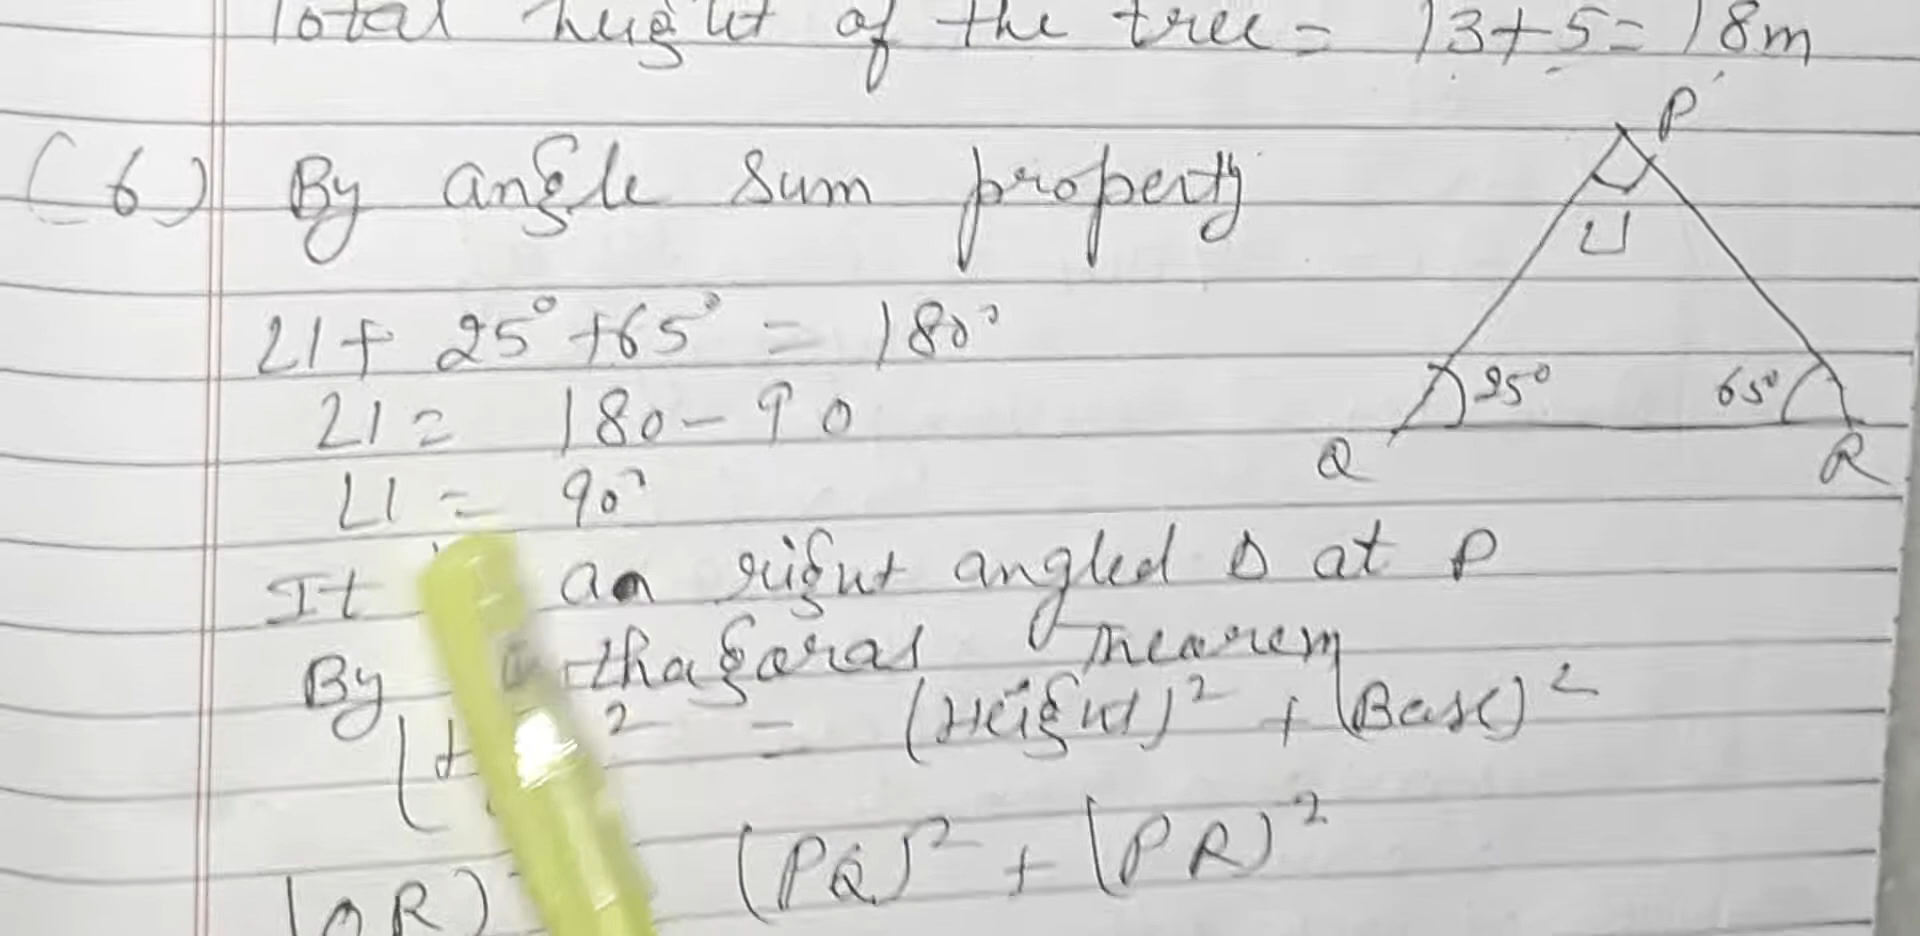 Total height of the tree = 13+5= 18m
(6) By angle sum property
∠1+ 25°+65° = 180°
∠1= 180-90
∠1= 90°
It an right angled Δ at P
By Theorem
2 = (Height)² + (Base)²
R) (PQ)² + (PR)²
P
∠1
25° 65°
Q R